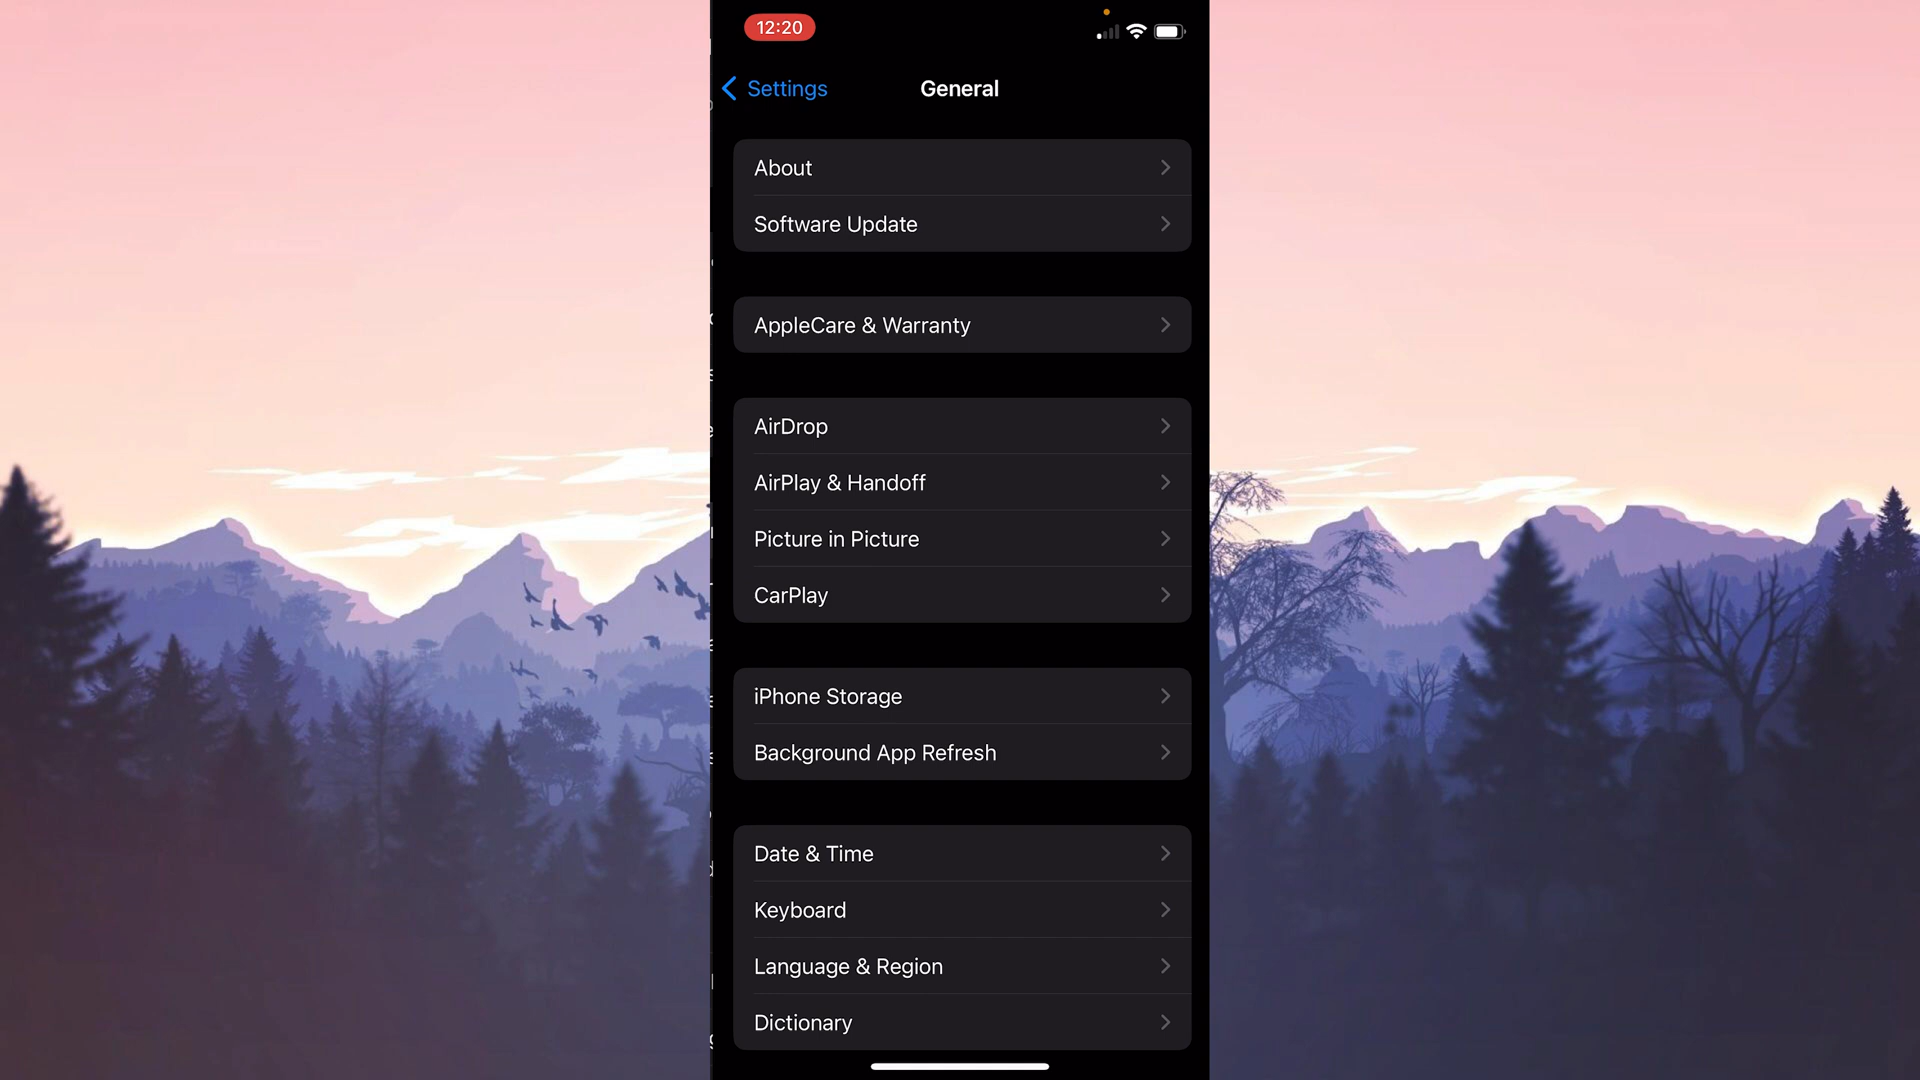 12:20
Settings
General
About
Software Update
AppleCare & Warranty
AirDrop
AirPlay & Handoff
Picture in Picture
CarPlay
iPhone Storage
Background App Refresh
Date & Time
Keyboard
Language & Region
Dictionary